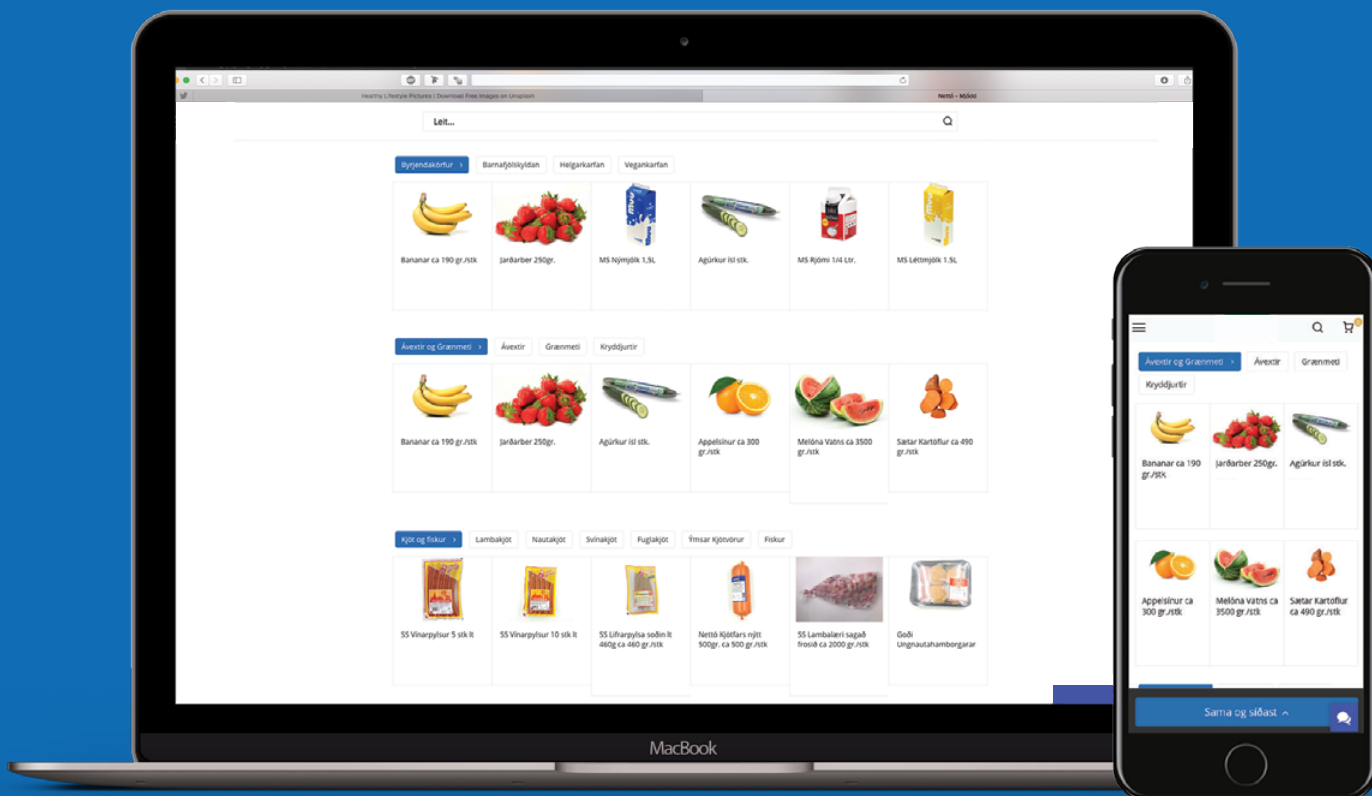 Healthy Lifestyle Pictures | Download Free Images on Unsplash
Nettó - Mjódd
Leit...
Byrjendakörfur ›
Barnafjölskyldan
Helgarkarfan
Vegankarfan
Bananar ca 190 gr./stk
Jarðarber 250gr.
MS Nýmjólk 1,5L
Agúrkur ísl stk.
MS Rjómi 1/4 Ltr.
MS Léttmjólk 1.5L
Ávextir og Grænmeti ›
Ávextir
Grænmeti
Kryddjurtir
Bananar ca 190 gr./stk
Jarðarber 250gr.
Agúrkur ísl stk.
Appelsínur ca 300
gr./stk
Melóna Vatns ca 3500
gr./stk
Sætar Kartöflur ca 490
gr./stk
Kjöt og fiskur ›
Lambakjöt
Nautakjöt
Svínakjöt
Fuglakjöt
Ýmsar Kjötvörur
Fiskur
SS Vínarpylsur 5 stk lt
SS Vínarpylsur 10 stk lt
SS Lifrarpylsa soðin lt
460g ca 460 gr./stk
Nettó Kjötfars nýtt
500gr. ca 500 gr./stk
SS Lambalæri sagað
frosið ca 2000 gr./stk
Goði
Ungnautahamborgarar
MacBook
Ávextir og Grænmeti ›
Ávextir
Grænmeti
Kryddjurtir
Bananar ca 190
gr./stk
Jarðarber 250gr.
Agúrkur ísl stk.
Appelsínur ca
300 gr./stk
Melóna Vatns ca
3500 gr./stk
Sætar Kartöflur
ca 490 gr./stk
Sama og síðast